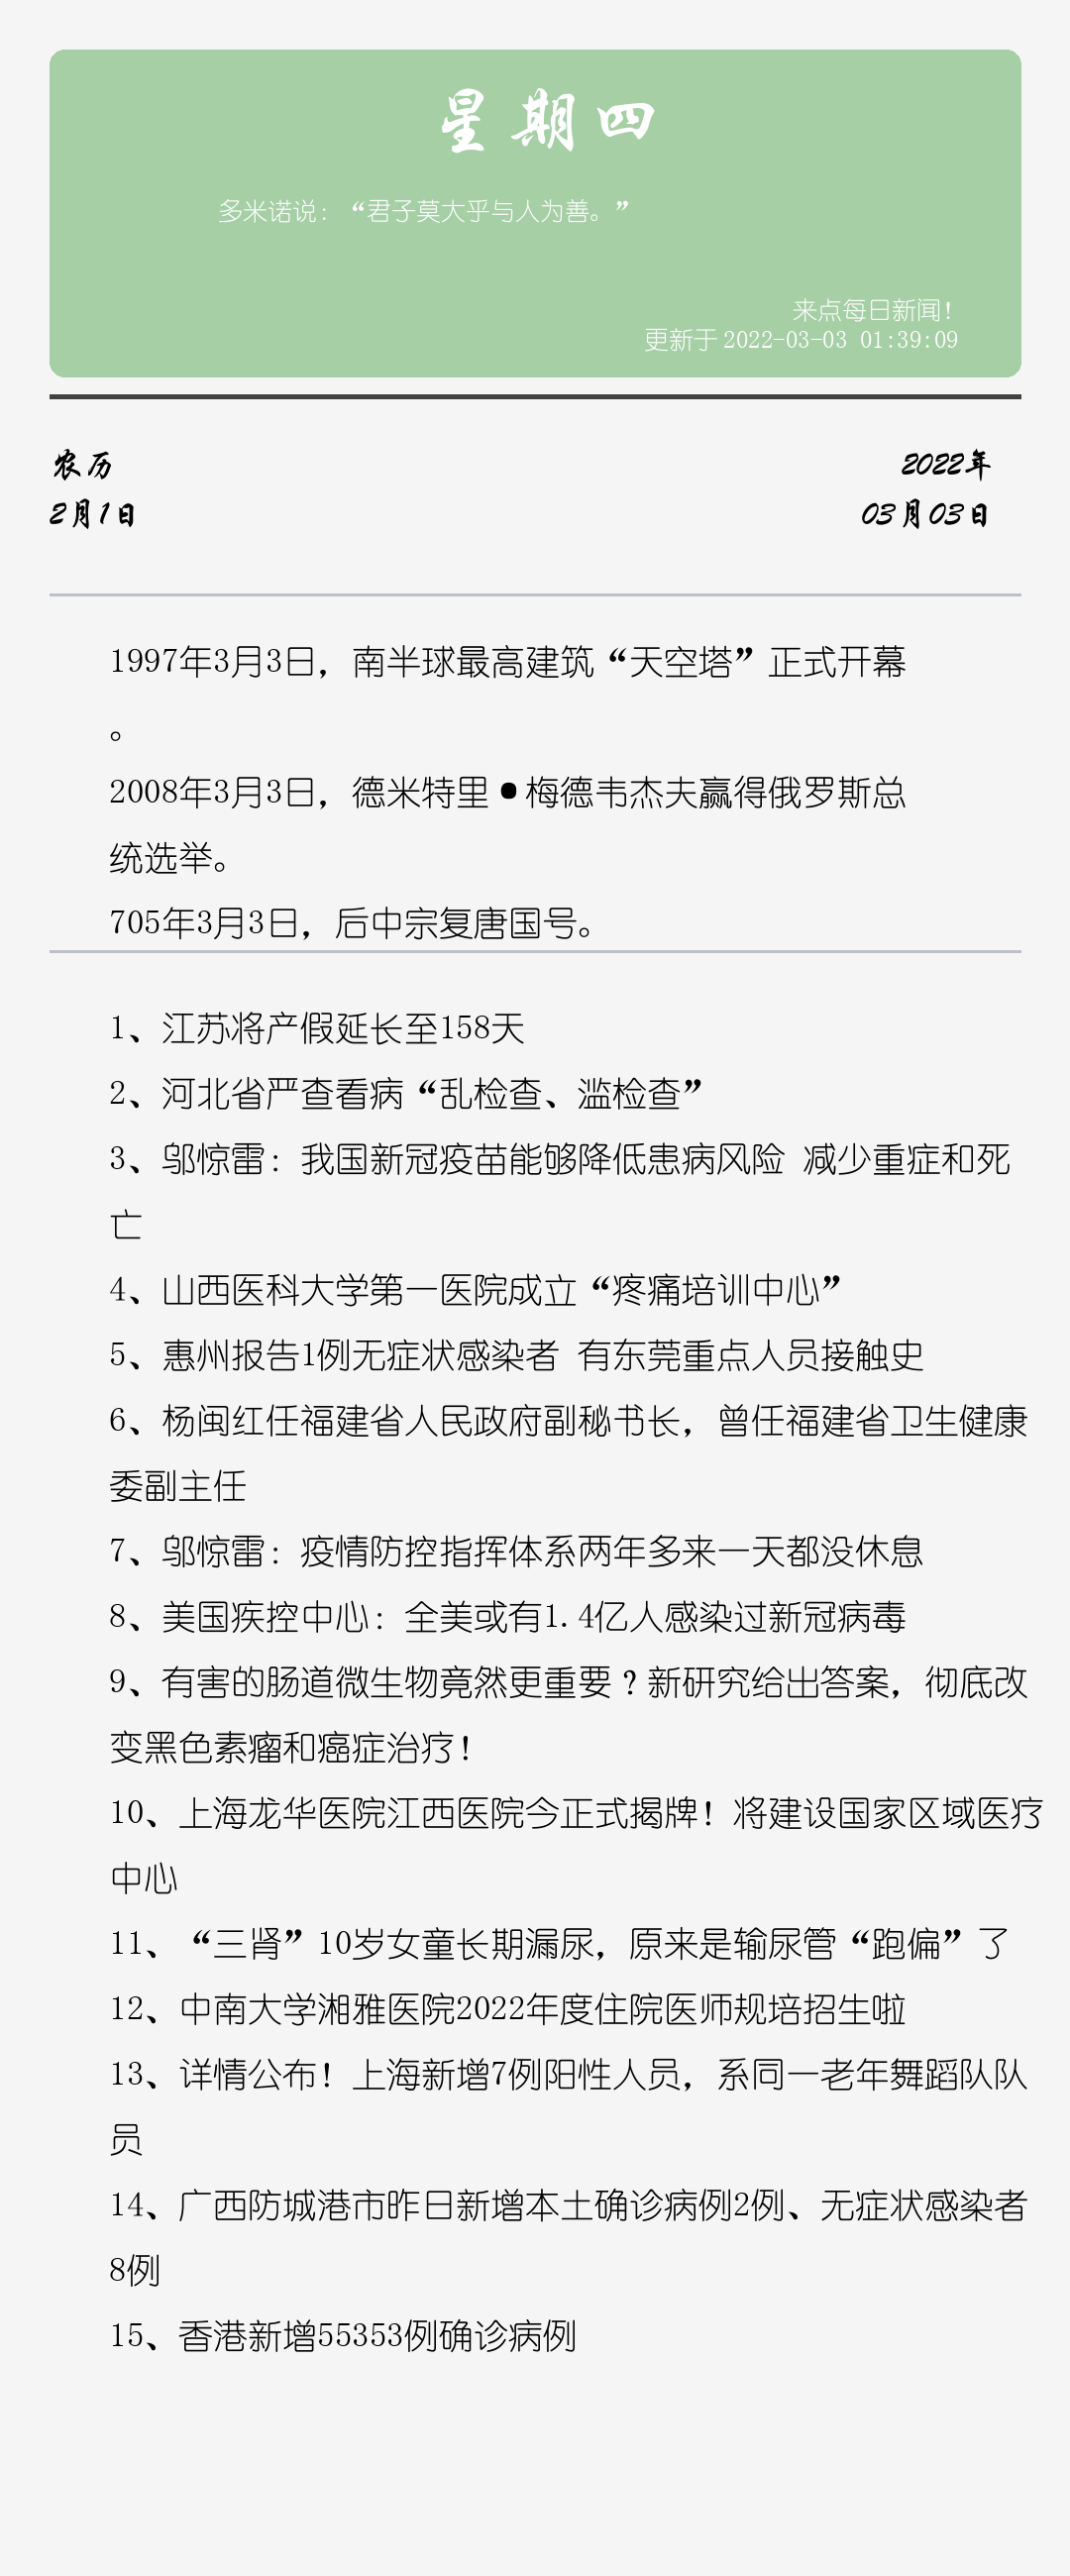 星期四
多米诺说：“君子莫大乎与人为善。”
来点每日新闻！
更新于 2022-03-03 01:39:09
农历
2月1日
2022年
03月03日
1997年3月3日，南半球最高建筑“天空塔”正式开幕
。
2008年3月3日，德米特里•梅德韦杰夫赢得俄罗斯总
统选举。
705年3月3日，后中宗复唐国号。
1、江苏将产假延长至158天
2、河北省严查看病“乱检查、滥检查”
3、邬惊雷：我国新冠疫苗能够降低患病风险 减少重症和死
亡
4、山西医科大学第一医院成立“疼痛培训中心”
5、惠州报告1例无症状感染者 有东莞重点人员接触史
6、杨闽红任福建省人民政府副秘书长，曾任福建省卫生健康
委副主任
7、邬惊雷：疫情防控指挥体系两年多来一天都没休息
8、美国疾控中心：全美或有1.4亿人感染过新冠病毒
9、有害的肠道微生物竟然更重要？新研究给出答案，彻底改
变黑色素瘤和癌症治疗！
10、上海龙华医院江西医院今正式揭牌！将建设国家区域医疗
中心
11、“三肾”10岁女童长期漏尿，原来是输尿管“跑偏”了
12、中南大学湘雅医院2022年度住院医师规培招生啦
13、详情公布！上海新增7例阳性人员，系同一老年舞蹈队队
员
14、广西防城港市昨日新增本土确诊病例2例、无症状感染者
8例
15、香港新增55353例确诊病例